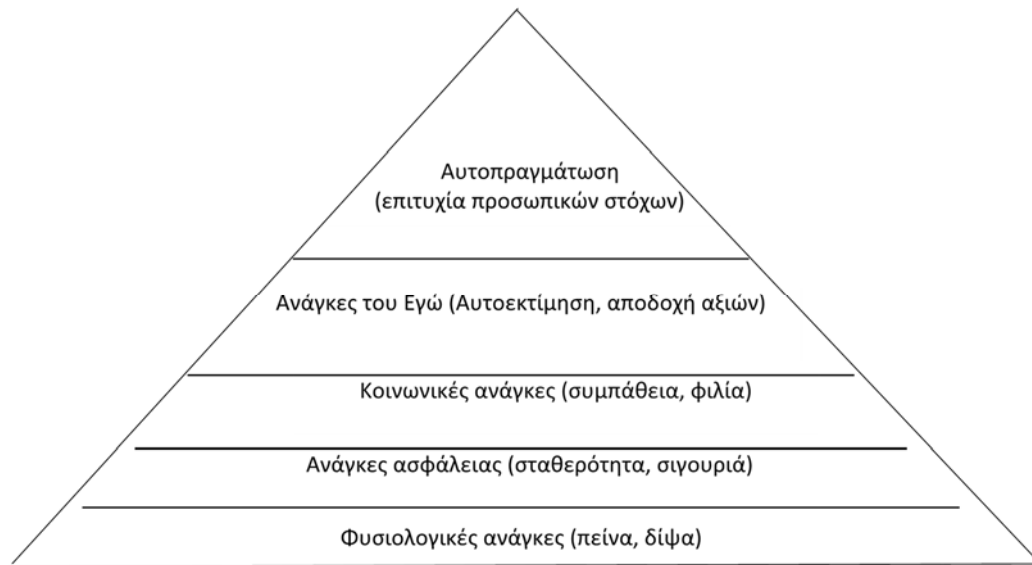 Αυτοπραγμάτωση
(επιτυχία προσωπικών στόχων)
Ανάγκες του Εγώ (Αυτοεκτίμηση, αποδοχή αξιών)
Κοινωνικές ανάγκες (συμπάθεια, φιλία)
Ανάγκες ασφάλειας (σταθερότητα, σιγουριά)
Φυσιολογικές ανάγκες (πείνα, δίψα)